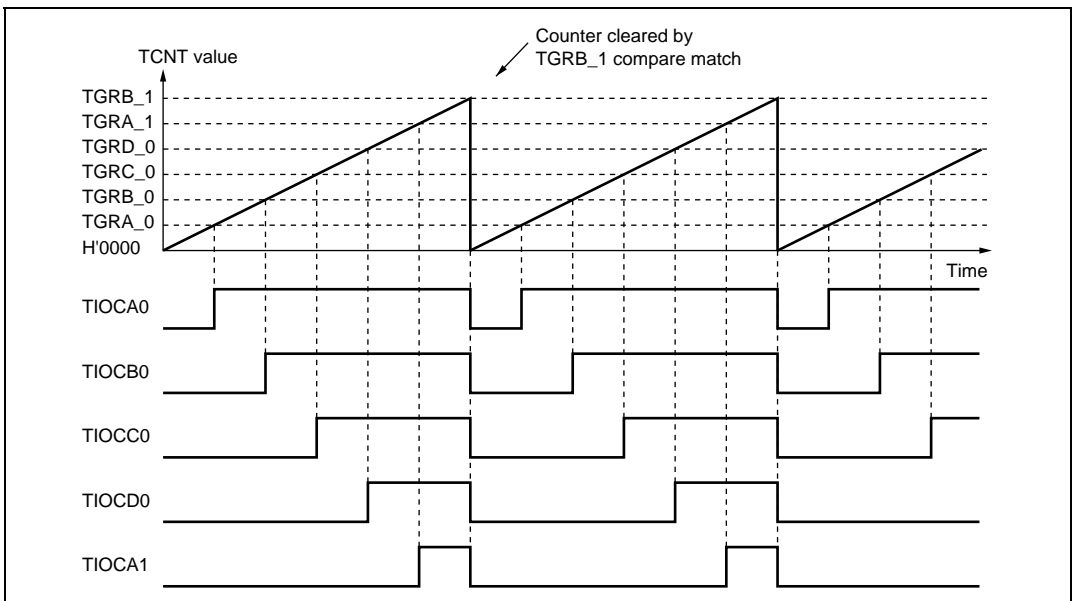 Counter cleared by
TGRB_1 compare match
TCNT value
TGRB_1
TGRA_1
TGRD_0
TGRC_0
TGRB_0
TGRA_0
H'0000
Time
TIOCA0
TIOCB0
TIOCC0
TIOCD0
TIOCA1